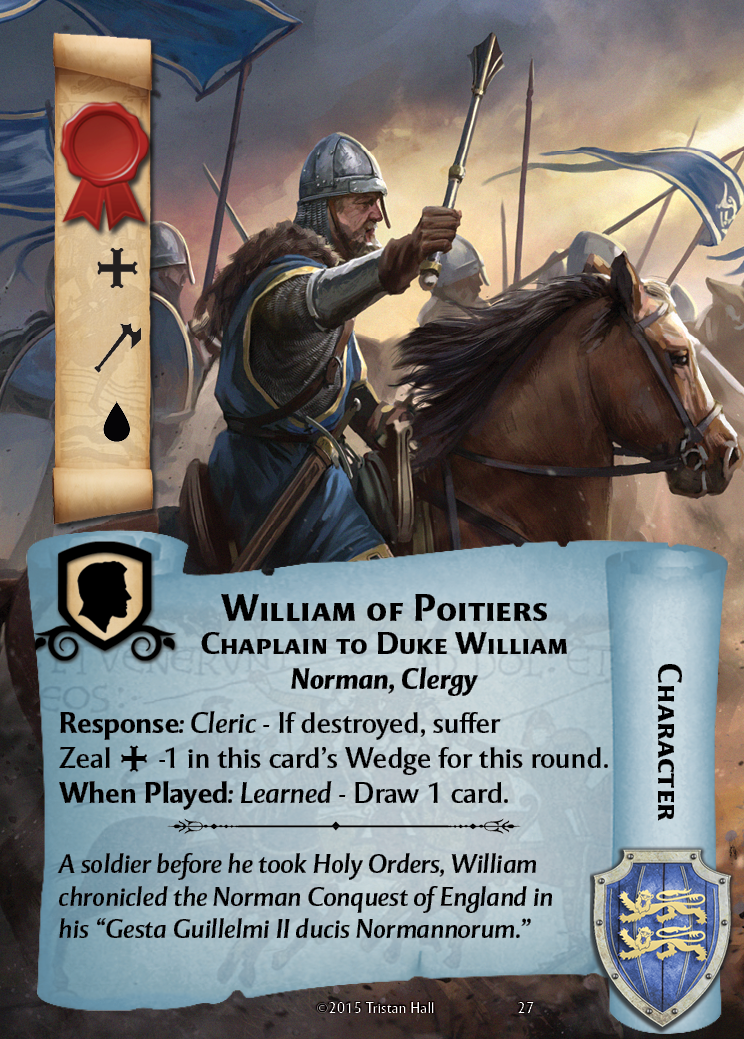 William of Poitiers
Chaplain to Duke William
Norman, Clergy
Response: Cleric - If destroyed, suffer
Zeal -1 in this card's Wedge for this round.
When Played: Learned - Draw 1 card.
A soldier before he took Holy Orders, William
chronicled the Norman Conquest of England in
his “Gesta Guillelmi II ducis Normannorum.”
Character
©2015 Tristan Hall
27